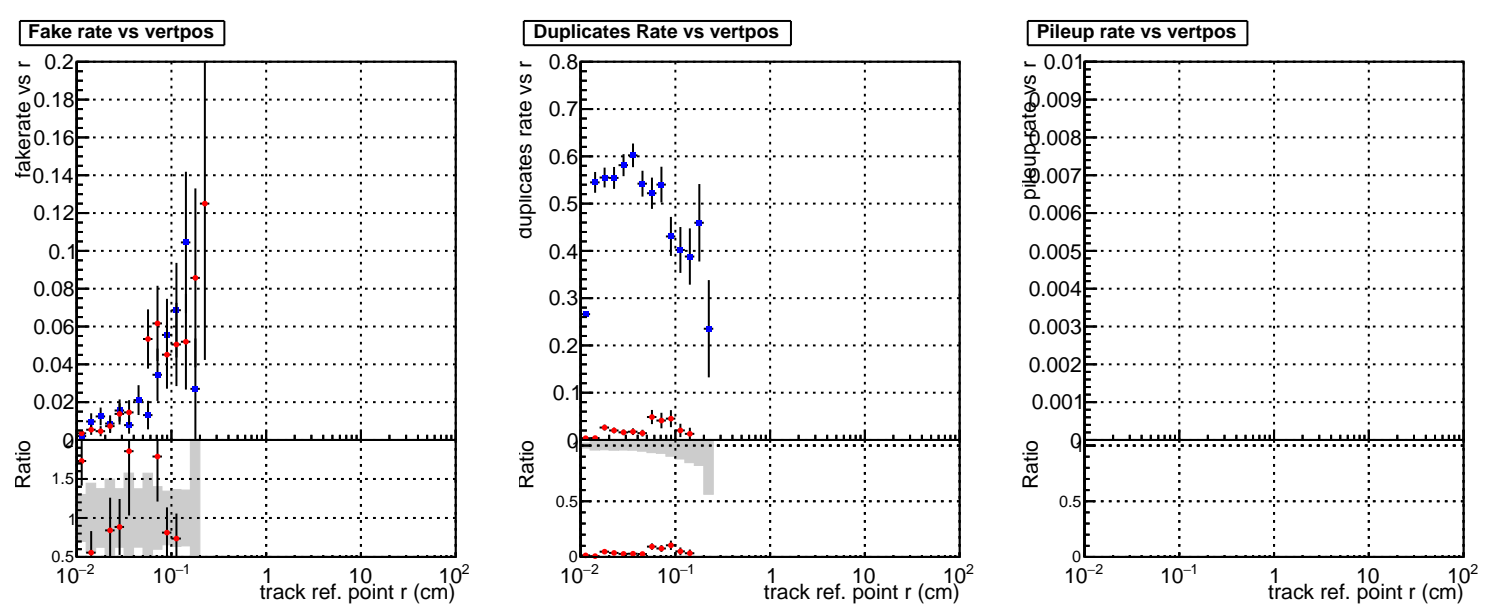 Fake rate vs vertpos
fakerate vs r
0.2
0.18
0.16
0.14
0.12
0.1
0.08
0.06
0.04
0.02
0
Ratio
1.5
1
0.5
10⁻² 10⁻¹ 1 10 10²
track ref. point r (cm)
Duplicates Rate vs vertpos
duplicates rate vs r
0.8
0.7
0.6
0.5
0.4
0.3
0.2
0.1
0
Ratio
1
0.5
0
10⁻² 10⁻¹ 1 10 10²
track ref. point r (cm)
Pileup rate vs vertpos
pileup rate vs r
0.01
0.009
0.008
0.007
0.006
0.005
0.004
0.003
0.002
0.001
0
Ratio
1
0.5
0
10⁻² 10⁻¹ 1 10 10²
track ref. point r (cm)